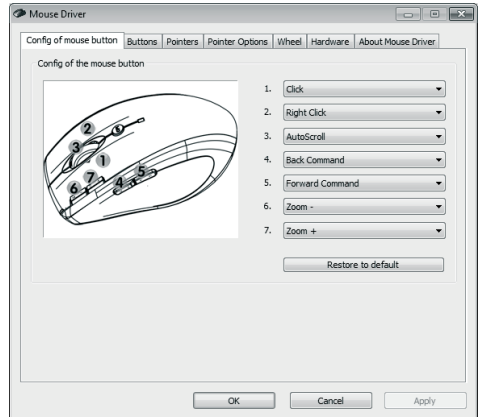 Mouse Driver
Config of mouse button Buttons Pointers Pointer Options Wheel Hardware About Mouse Driver
Config of the mouse button
1. Click
2. Right Click
3. AutoScroll
4. Back Command
5. Forward Command
6. Zoom -
7. Zoom +
2
3
1
5
7
6
4
Restore to default
OK Cancel Apply